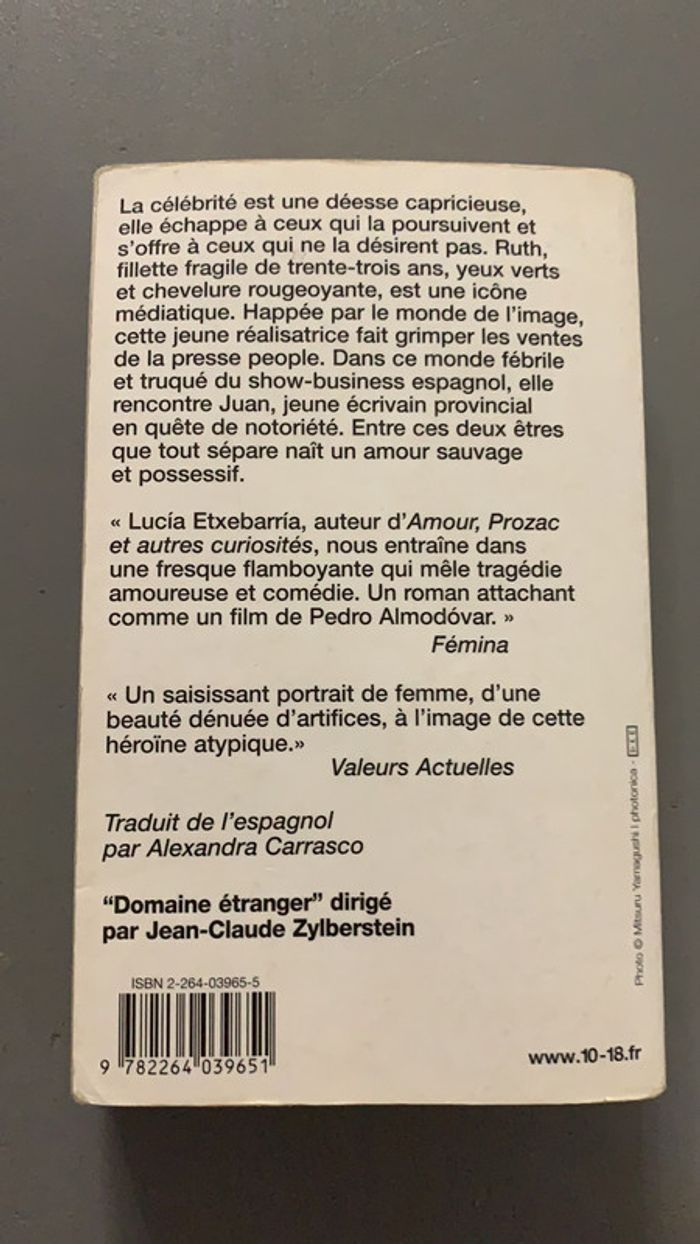 La célébrité est une déesse capricieuse,
elle échappe à ceux qui la poursuivent et
s'offre à ceux qui ne la désirent pas. Ruth,
fillette fragile de trente-trois ans, yeux verts
et chevelure rougeoyante, est une icône
médiatique. Happée par le monde de l'image,
cette jeune réalisatrice fait grimper les ventes
de la presse people. Dans ce monde fébrile
et truqué du show-business espagnol, elle
rencontre Juan, jeune écrivain provincial
en quête de notoriété. Entre ces deux êtres
que tout sépare naît un amour sauvage
et possessif.
« Lucía Etxebarría, auteur d'Amour, Prozac
et autres curiosités, nous entraîne dans
une fresque flamboyante qui mêle tragédie
amoureuse et comédie. Un roman attachant
comme un film de Pedro Almodóvar. »
Fémina
« Un saisissant portrait de femme, d'une
beauté dénuée d'artifices, à l'image de cette
héroïne atypique.»
Valeurs Actuelles
Traduit de l'espagnol
par Alexandra Carrasco
“Domaine étranger” dirigé
par Jean-Claude Zylberstein
ISBN 2-264-03965-5
9 782264 039651
www.10-18.fr
Photo © Mitsuru Yamagushi | photonica -